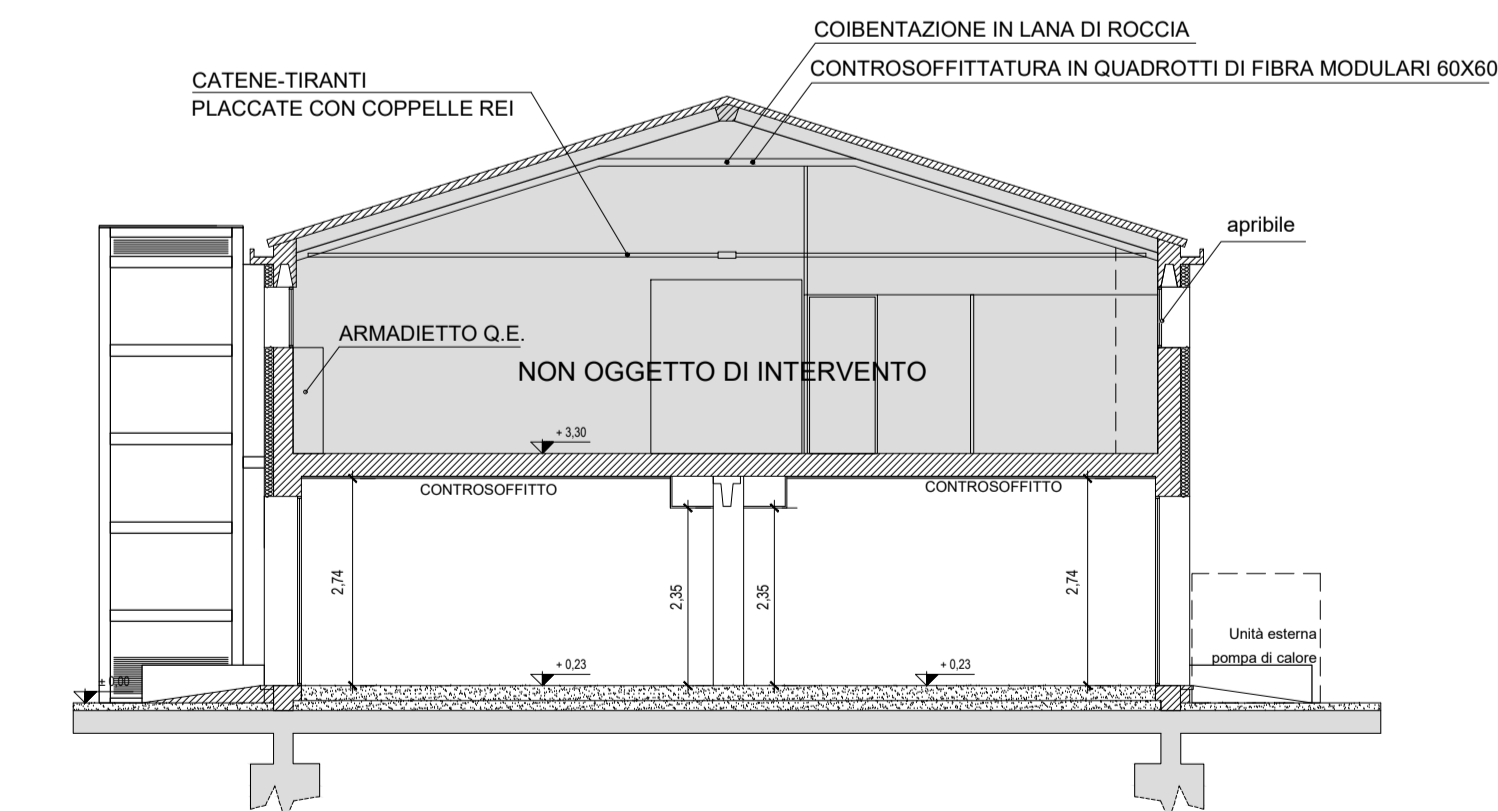 COIBENTAZIONE IN LANA DI ROCCIA
CONTROSOFFITTATURA IN QUADROTTI DI FIBRA MODULARI 60X60
CATENE-TIRANTI
PLACCATE CON COPPELLE REI
apribile
ARMADIETTO Q.E.
NON OGGETTO DI INTERVENTO
+ 3,30
CONTROSOFFITTO
CONTROSOFFITTO
2,74
2,35
2,35
2,74
Unità esterna
pompa di calore
+ 0,23
+ 0,23
± 0,00